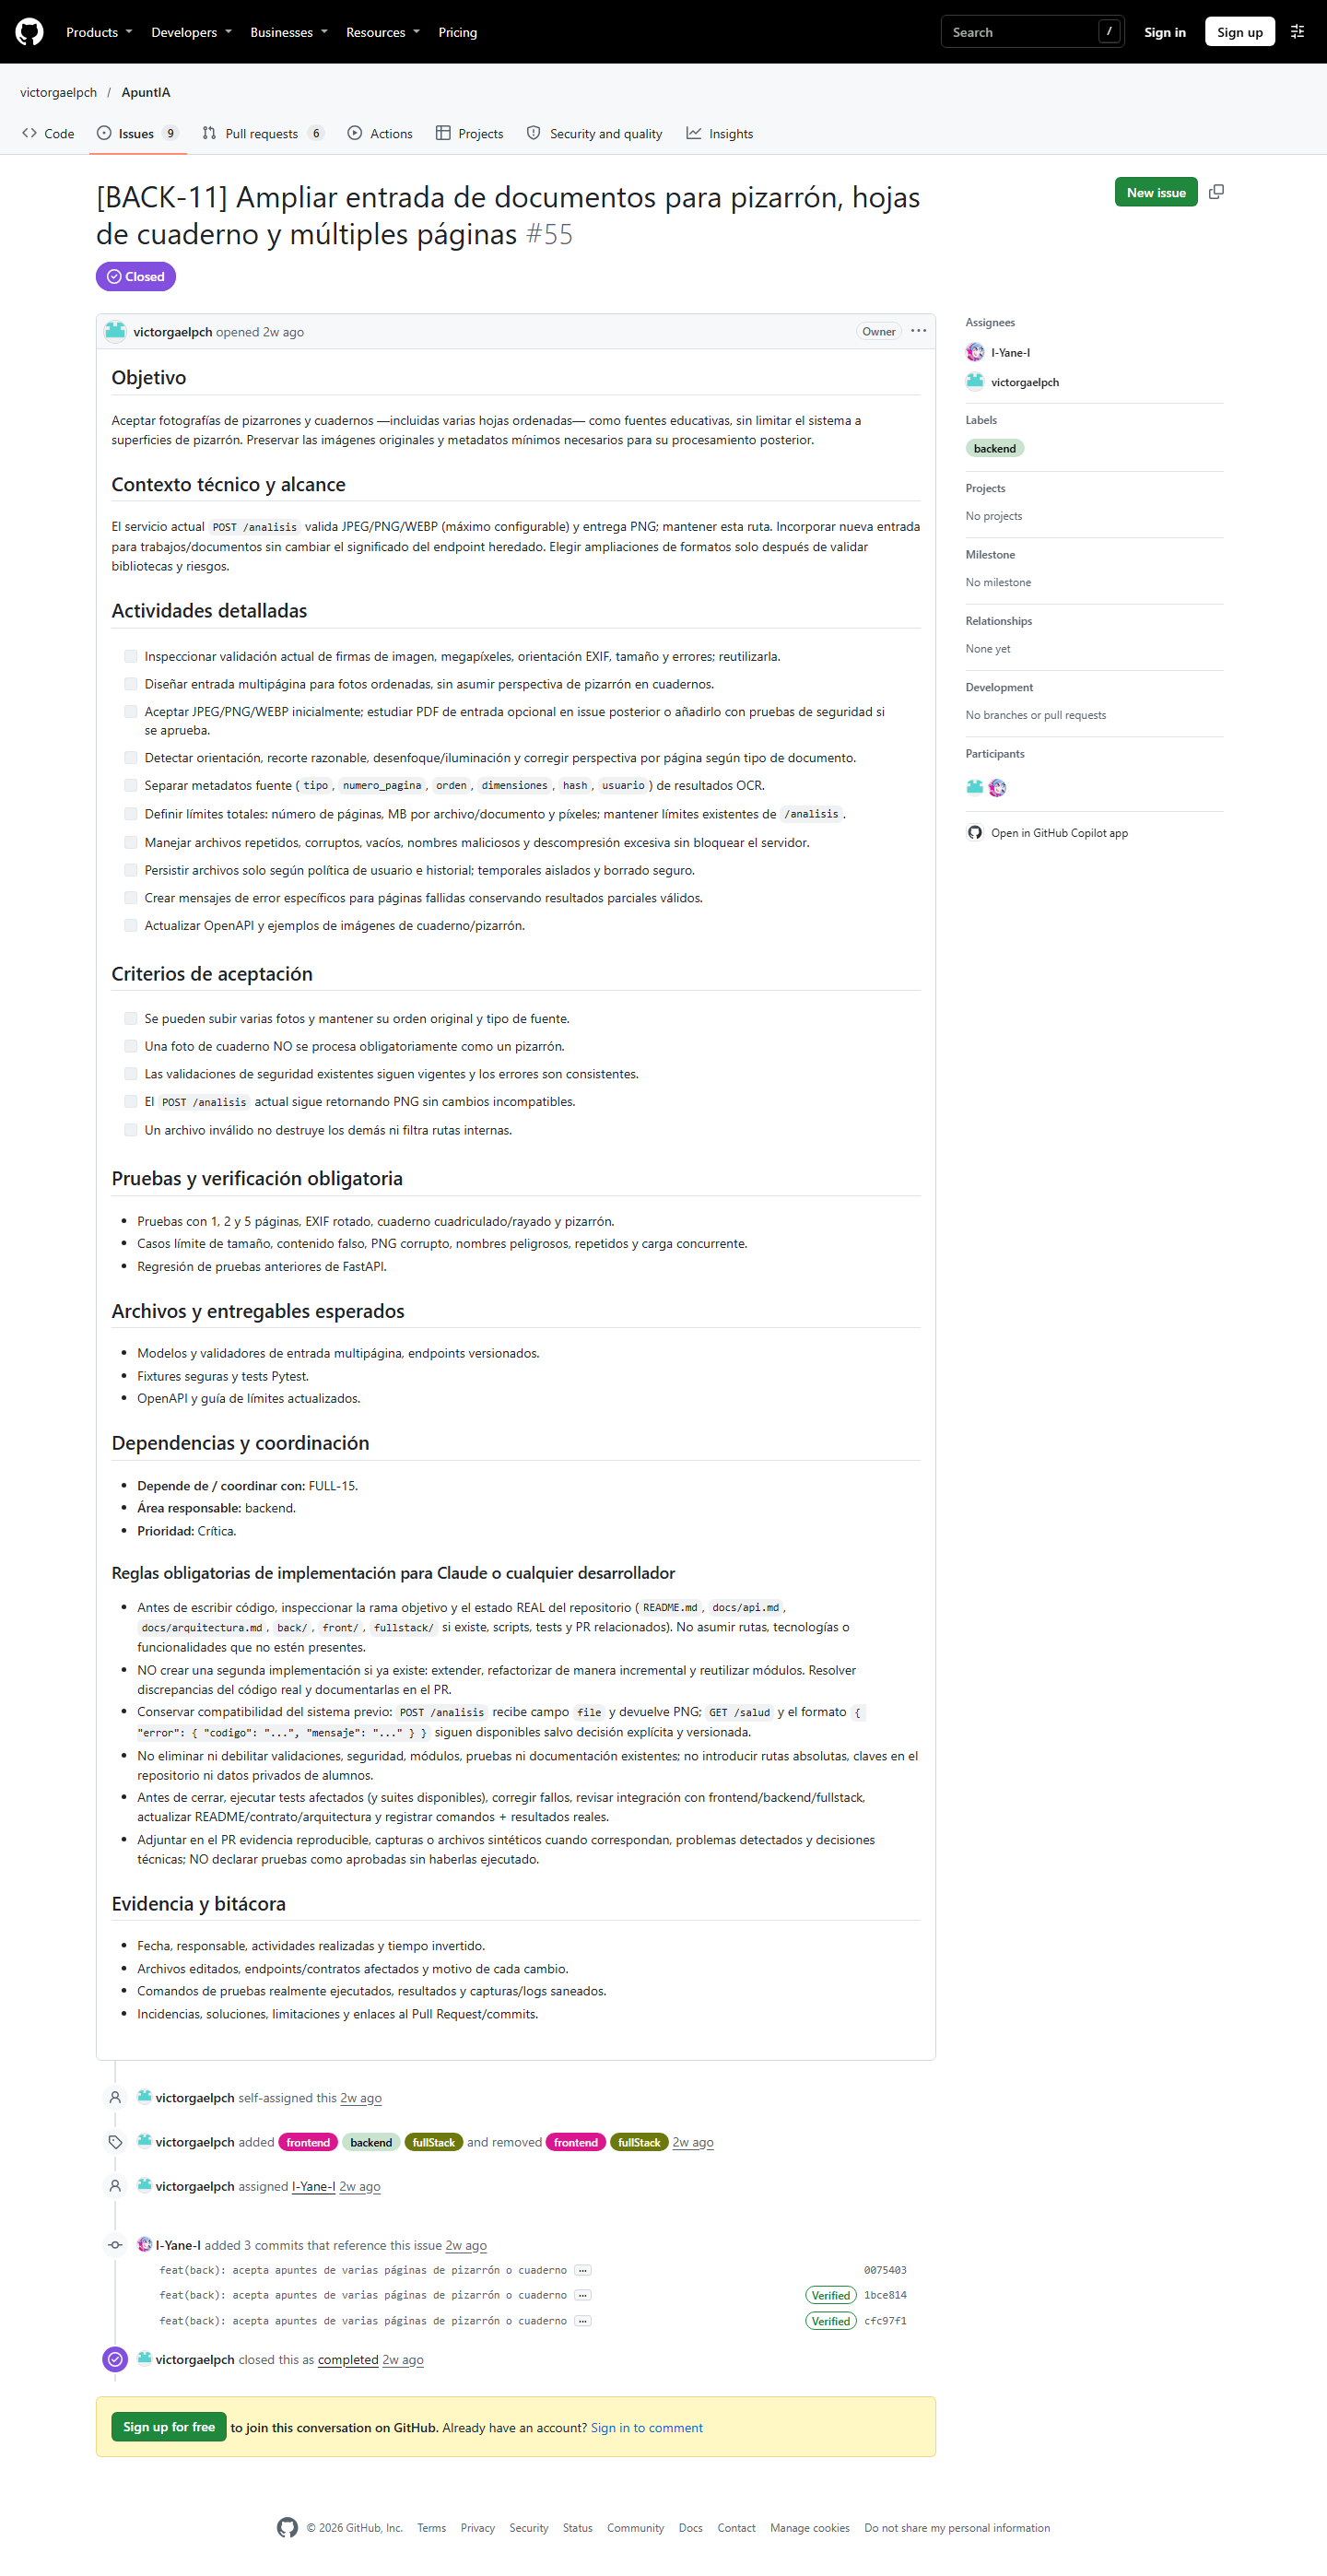 Products
Developers
Businesses
Resources
Pricing
Search
/
Sign in
Sign up
victorgaelpch / ApuntIA
Code
Issues 9
Pull requests 6
Actions
Projects
Security and quality
Insights
[BACK-11] Ampliar entrada de documentos para pizarrón, hojas
de cuaderno y múltiples páginas #55
New issue
Closed
victorgaelpch opened 2w ago
Owner
Objetivo
Aceptar fotografías de pizarrones y cuadernos —incluidas varias hojas ordenadas— como fuentes educativas, sin limitar el sistema a
superficies de pizarrón. Preservar las imágenes originales y metadatos mínimos necesarios para su procesamiento posterior.
Contexto técnico y alcance
El servicio actual POST /analisis valida JPEG/PNG/WEBP (máximo configurable) y entrega PNG; mantener esta ruta. Incorporar nueva entrada
para trabajos/documentos sin cambiar el significado del endpoint heredado. Elegir ampliaciones de formatos solo después de validar
bibliotecas y riesgos.
Actividades detalladas
Inspeccionar validación actual de firmas de imagen, megapíxeles, orientación EXIF, tamaño y errores; reutilizarla.
Diseñar entrada multipágina para fotos ordenadas, sin asumir perspectiva de pizarrón en cuadernos.
Aceptar JPEG/PNG/WEBP inicialmente; estudiar PDF de entrada opcional en issue posterior o añadirlo con pruebas de seguridad si
se aprueba.
Detectar orientación, recorte razonable, desenfoque/iluminación y corregir perspectiva por página según tipo de documento.
Separar metadatos fuente ( tipo , numero_pagina , orden , dimensiones , hash , usuario ) de resultados OCR.
Definir límites totales: número de páginas, MB por archivo/documento y píxeles; mantener límites existentes de /analisis .
Manejar archivos repetidos, corruptos, vacíos, nombres maliciosos y descompresión excesiva sin bloquear el servidor.
Persistir archivos solo según política de usuario e historial; temporales aislados y borrado seguro.
Crear mensajes de error específicos para páginas fallidas conservando resultados parciales válidos.
Actualizar OpenAPI y ejemplos de imágenes de cuaderno/pizarrón.
Criterios de aceptación
Se pueden subir varias fotos y mantener su orden original y tipo de fuente.
Una foto de cuaderno NO se procesa obligatoriamente como un pizarrón.
Las validaciones de seguridad existentes siguen vigentes y los errores son consistentes.
El POST /analisis actual sigue retornando PNG sin cambios incompatibles.
Un archivo inválido no destruye los demás ni filtra rutas internas.
Pruebas y verificación obligatoria
Pruebas con 1, 2 y 5 páginas, EXIF rotado, cuaderno cuadriculado/rayado y pizarrón.
Casos límite de tamaño, contenido falso, PNG corrupto, nombres peligrosos, repetidos y carga concurrente.
Regresión de pruebas anteriores de FastAPI.
Archivos y entregables esperados
Modelos y validadores de entrada multipágina, endpoints versionados.
Fixtures seguras y tests Pytest.
OpenAPI y guía de límites actualizados.
Dependencias y coordinación
Depende de / coordinar con: FULL-15.
Área responsable: backend.
Prioridad: Crítica.
Reglas obligatorias de implementación para Claude o cualquier desarrollador
Antes de escribir código, inspeccionar la rama objetivo y el estado REAL del repositorio ( README.md , docs/api.md ,
docs/arquitectura.md , back/ , front/ , fullstack/ si existe, scripts, tests y PR relacionados). No asumir rutas, tecnologías o
funcionalidades que no estén presentes.
NO crear una segunda implementación si ya existe: extender, refactorizar de manera incremental y reutilizar módulos. Resolver
discrepancias del código real y documentarlas en el PR.
Conservar compatibilidad del sistema previo: POST /analisis recibe campo file y devuelve PNG; GET /salud y el formato {
"error": { "codigo": "...", "mensaje": "..." } } siguen disponibles salvo decisión explícita y versionada.
No eliminar ni debilitar validaciones, seguridad, módulos, pruebas ni documentación existentes; no introducir rutas absolutas, claves en el
repositorio ni datos privados de alumnos.
Antes de cerrar, ejecutar tests afectados (y suites disponibles), corregir fallos, revisar integración con frontend/backend/fullstack,
actualizar README/contrato/arquitectura y registrar comandos + resultados reales.
Adjuntar en el PR evidencia reproducible, capturas o archivos sintéticos cuando correspondan, problemas detectados y decisiones
técnicas; NO declarar pruebas como aprobadas sin haberlas ejecutado.
Evidencia y bitácora
Fecha, responsable, actividades realizadas y tiempo invertido.
Archivos editados, endpoints/contratos afectados y motivo de cada cambio.
Comandos de pruebas realmente ejecutados, resultados y capturas/logs saneados.
Incidencias, soluciones, limitaciones y enlaces al Pull Request/commits.
victorgaelpch self-assigned this 2w ago
victorgaelpch added frontend backend fullStack and removed frontend fullStack 2w ago
victorgaelpch assigned I-Yane-I 2w ago
I-Yane-I added 3 commits that reference this issue 2w ago
feat(back): acepta apuntes de varias páginas de pizarrón o cuaderno ... 0075403
feat(back): acepta apuntes de varias páginas de pizarrón o cuaderno ... Verified 1bce814
feat(back): acepta apuntes de varias páginas de pizarrón o cuaderno ... Verified cfc97f1
victorgaelpch closed this as completed 2w ago
Sign up for free to join this conversation on GitHub. Already have an account? Sign in to comment
Assignees
I-Yane-I
victorgaelpch
Labels
backend
Projects
No projects
Milestone
No milestone
Relationships
None yet
Development
No branches or pull requests
Participants
Open in GitHub Copilot app
© 2026 GitHub, Inc.
Terms
Privacy
Security
Status
Community
Docs
Contact
Manage cookies
Do not share my personal information